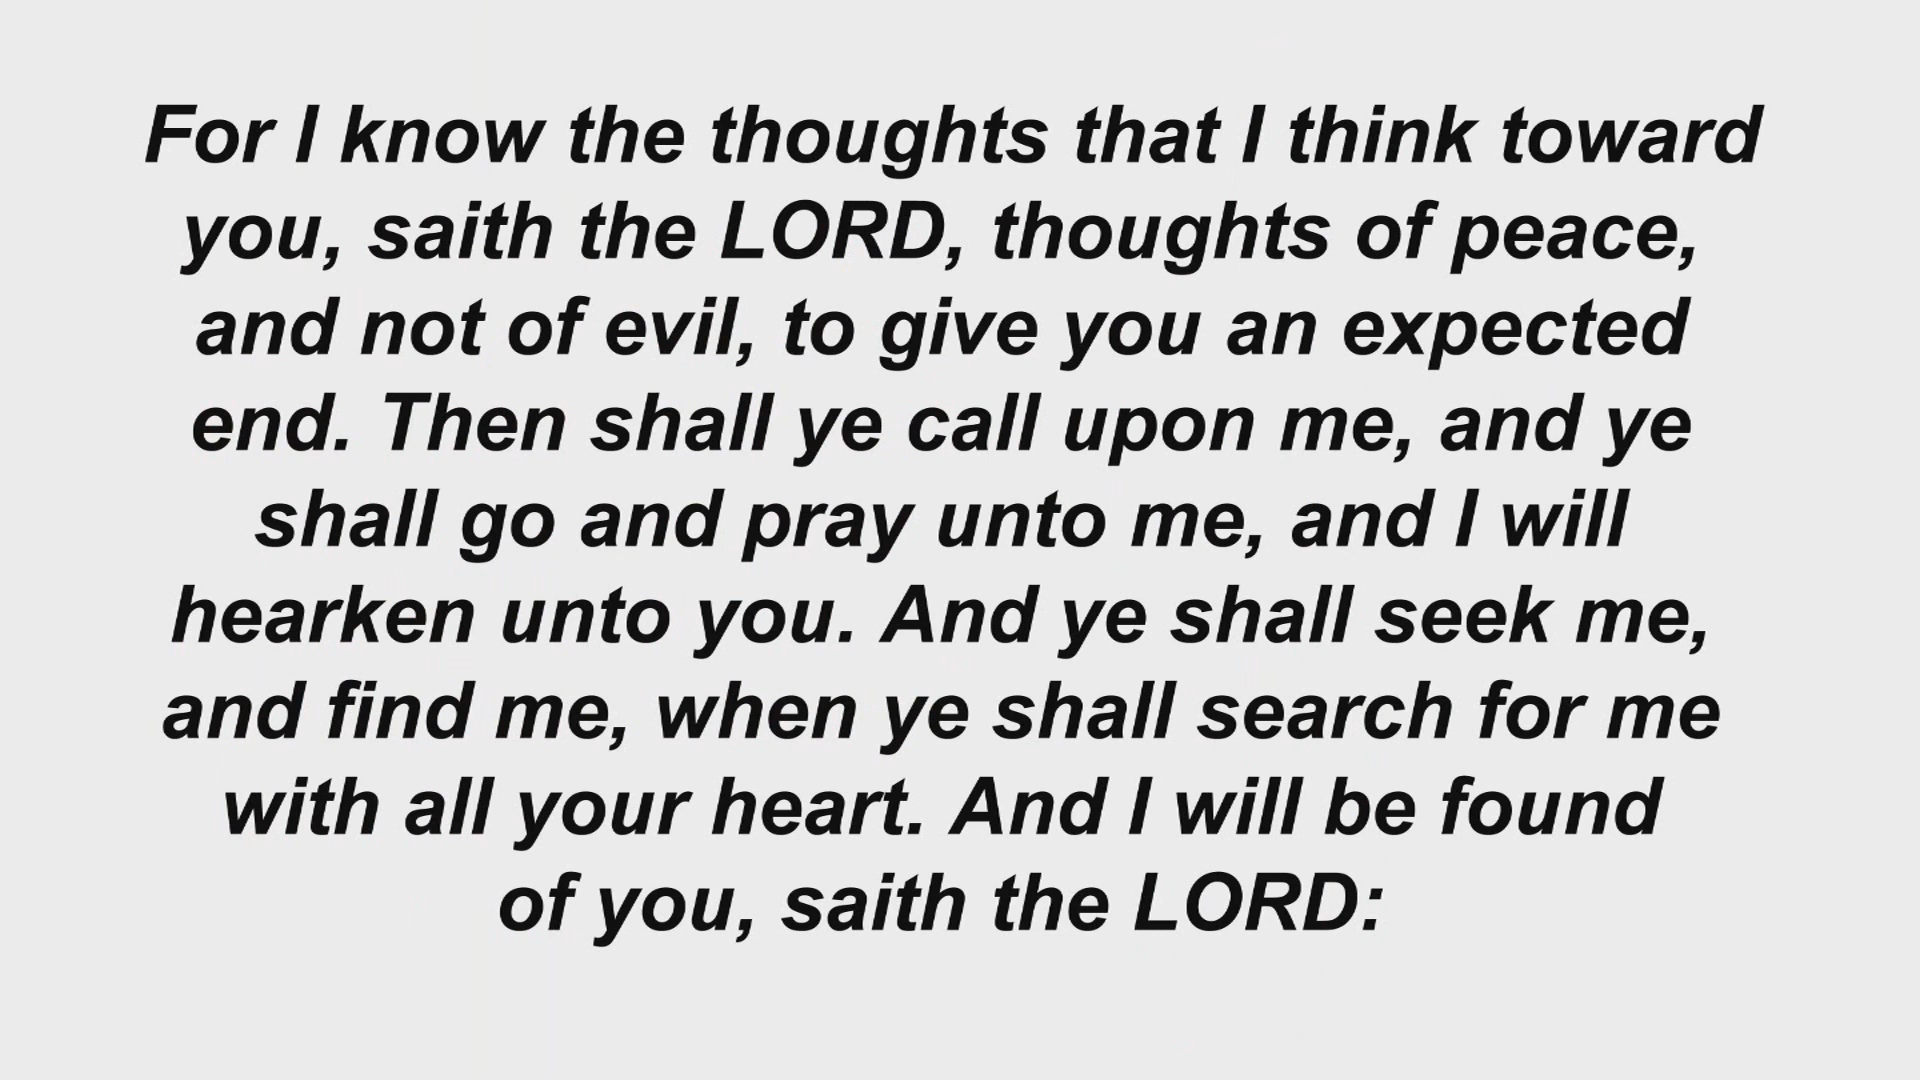 For I know the thoughts that I think toward
you, saith the LORD, thoughts of peace,
and not of evil, to give you an expected
end. Then shall ye call upon me, and ye
shall go and pray unto me, and I will
hearken unto you. And ye shall seek me,
and find me, when ye shall search for me
with all your heart. And I will be found
of you, saith the LORD: